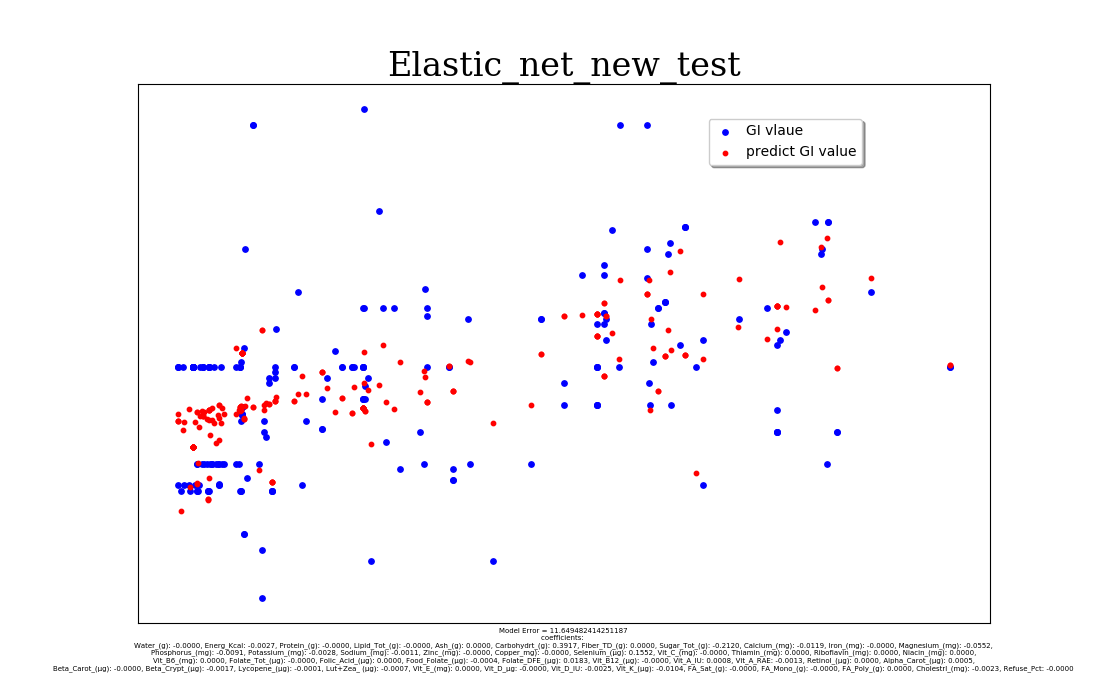 Elastic_net_new_test
GI vlaue
predict GI value
Model Error = 11.649482414251187
coefficients:
Water_(g): -0.0000, Energ_Kcal: -0.0027, Protein_(g): -0.0000, Lipid_Tot_(g): -0.0000, Ash_(g): 0.0000, Carbohydrt_(g): 0.3917, Fiber_TD_(g): 0.0000, Sugar_Tot_(g): -0.2120, Calcium_(mg): -0.0119, Iron_(mg): -0.0000, Magnesium_(mg): -0.0552,
Phosphorus_(mg): -0.0091, Potassium_(mg): -0.0028, Sodium_(mg): -0.0011, Zinc_(mg): -0.0000, Copper_mg): -0.0000, Selenium_(µg): 0.1552, Vit_C_(mg): -0.0000, Thiamin_(mg): 0.0000, Riboflavin_(mg): 0.0000, Niacin_(mg): 0.0000,
Vit_B6_(mg): 0.0000, Folate_Tot_(µg): -0.0000, Folic_Acid_(µg): 0.0000, Food_Folate_(µg): -0.0004, Folate_DFE_(µg): 0.0183, Vit_B12_(µg): -0.0000, Vit_A_IU: 0.0008, Vit_A_RAE: -0.0013, Retinol_(µg): 0.0000, Alpha_Carot_(µg): 0.0005,
Beta_Carot_(µg): -0.0000, Beta_Crypt_(µg): -0.0017, Lycopene_(µg): -0.0001, Lut+Zea_ (µg): -0.0007, Vit_E_(mg): 0.0000, Vit_D_µg: -0.0000, Vit_D_IU: -0.0025, Vit_K_(µg): -0.0104, FA_Sat_(g): -0.0000, FA_Mono_(g): -0.0000, FA_Poly_(g): 0.0000, Cholestrl_(mg): -0.0023, Refuse_Pct: -0.0000